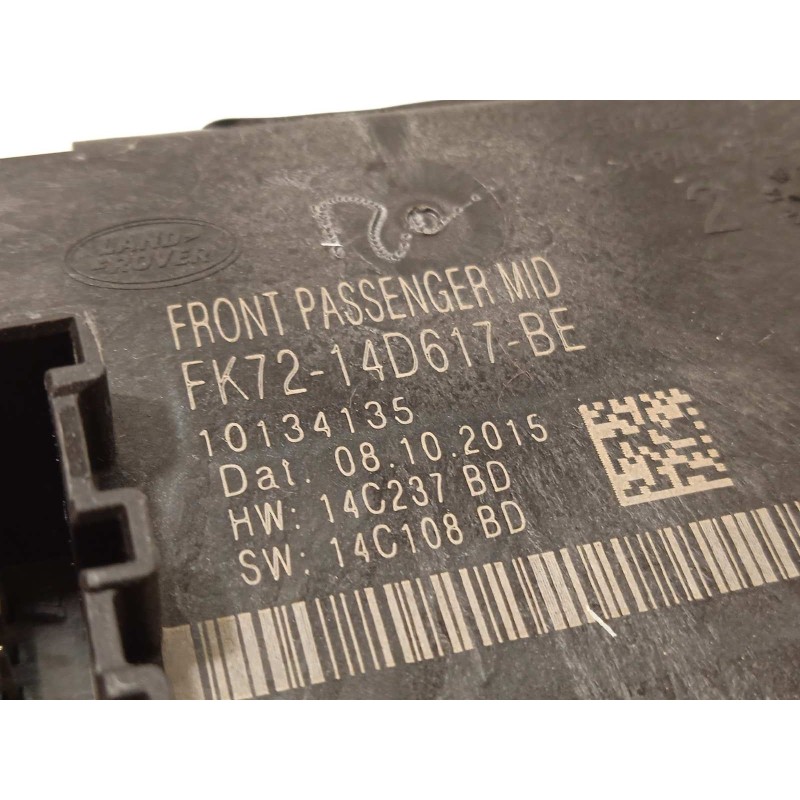 LAND-
-ROVER
FRONT PASSENGER MID
FK72-14D617-BE
10134135
Dat. 08.10.2015
HW: 14C237 BD
SW: 14C108 BD
2